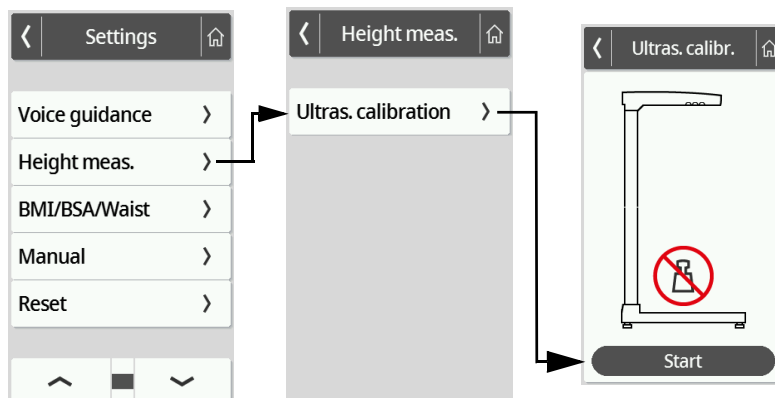 Settings
Voice guidance
Height meas.
BMI/BSA/Waist
Manual
Reset
Height meas.
Ultras. calibration
Ultras. calibr.
Start